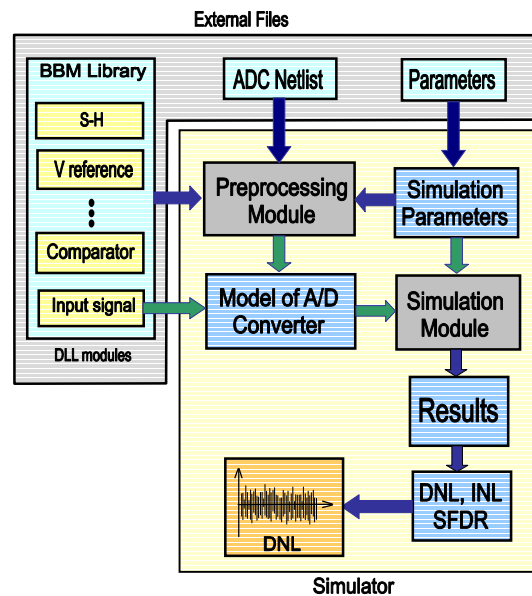 External Files
BBM Library
S-H
V reference
Comparator
Input signal
DLL modules
ADC Netlist
Parameters
Preprocessing
Module
Simulation
Parameters
Model of A/D
Converter
Simulation
Module
Results
DNL, INL
SFDR
DNL
Simulator